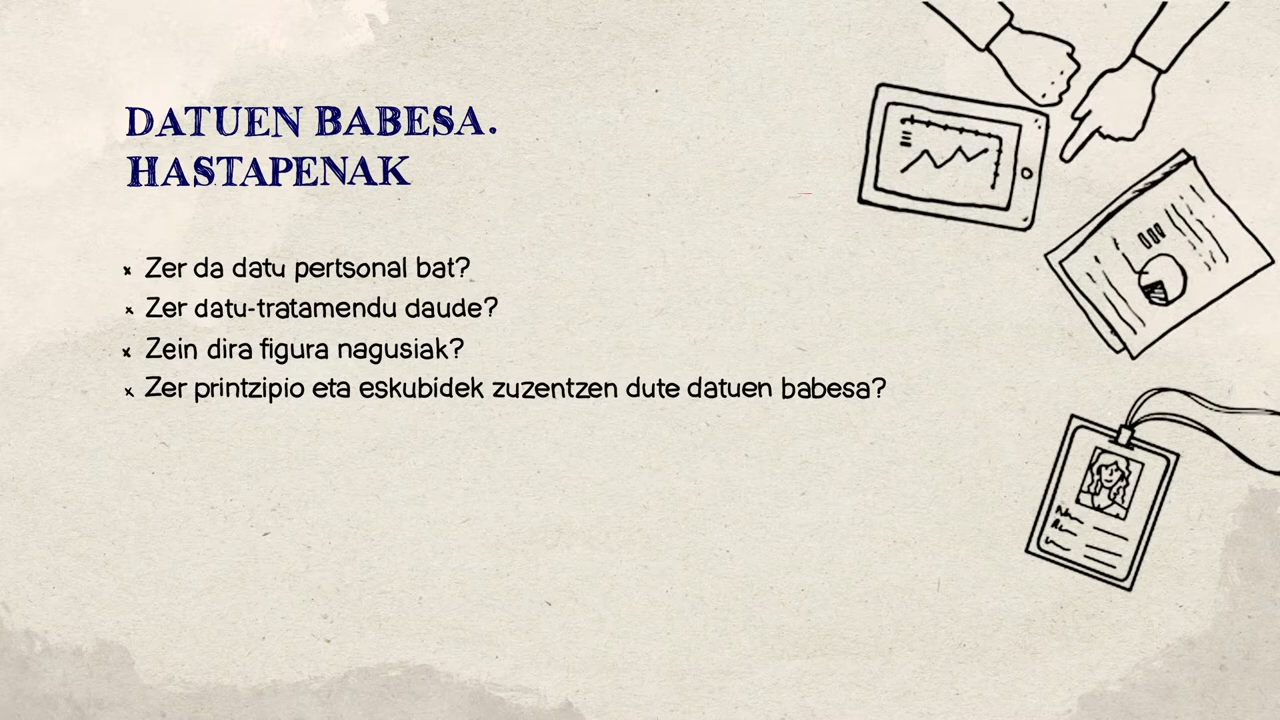 DATUEN BABESA.
HASTAPENAK
× Zer da datu pertsonal bat?
× Zer datu-tratamendu daude?
× Zein dira figura nagusiak?
× Zer printzipio eta eskubidek zuzentzen dute datuen babesa?